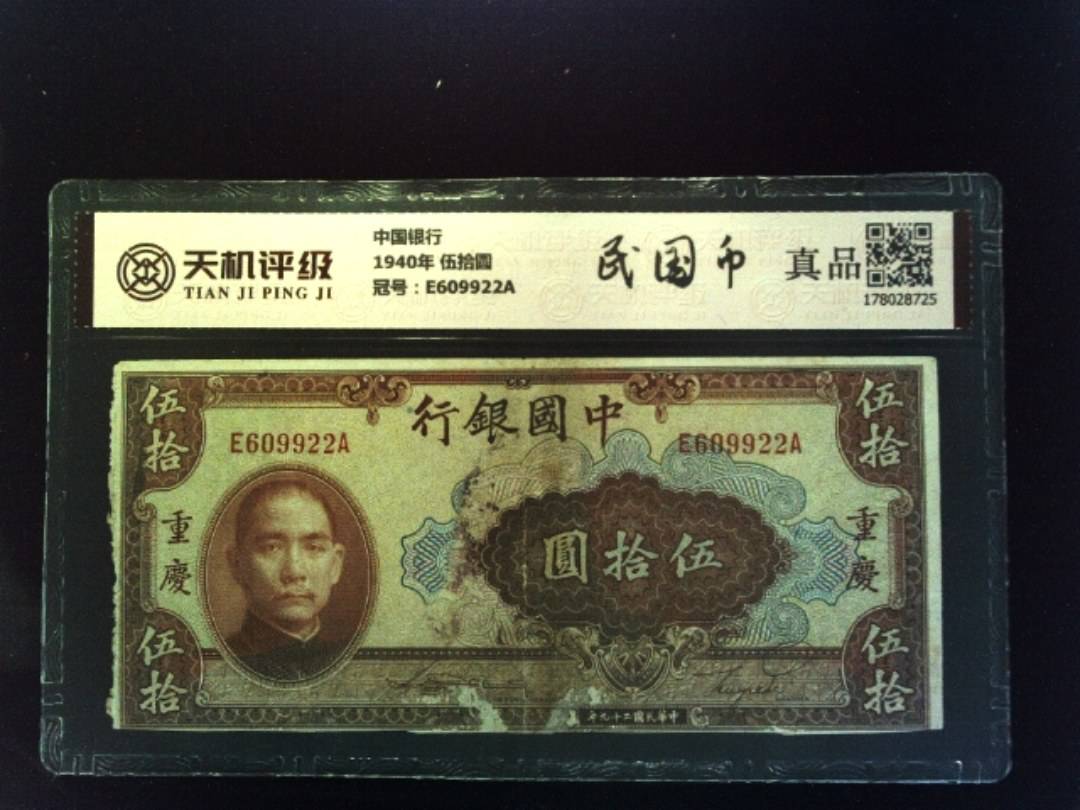 天机评级
TIAN JI PING JI
中国银行
1940年 伍拾圆
冠号：E609922A
民国币
真品
178028725
伍拾
行銀國中
伍拾
E609922A
E609922A
重慶
圓拾伍
重慶
伍拾
伍拾
年九十二國民華中